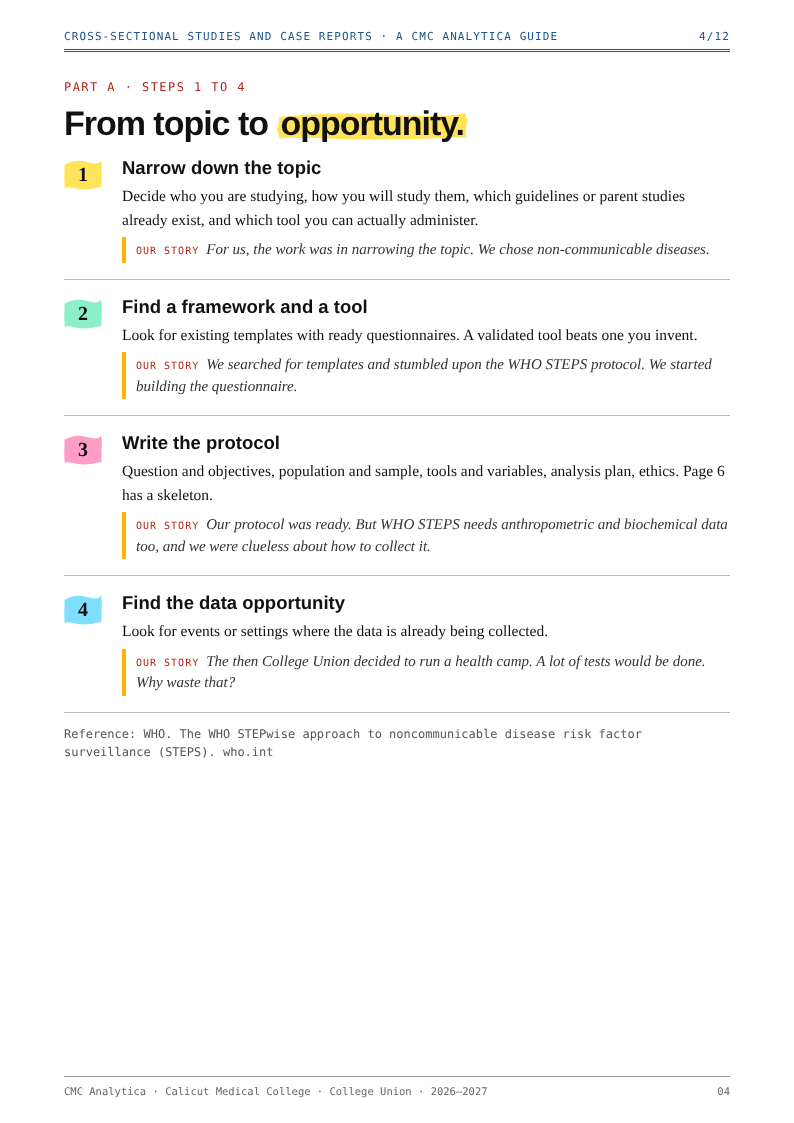 CROSS-SECTIONAL STUDIES AND CASE REPORTS · A CMC ANALYTICA GUIDE 4/12
PART A · STEPS 1 TO 4
From topic to opportunity.
1 Narrow down the topic
Decide who you are studying, how you will study them, which guidelines or parent studies
already exist, and which tool you can actually administer.
OUR STORY For us, the work was in narrowing the topic. We chose non-communicable diseases.
2 Find a framework and a tool
Look for existing templates with ready questionnaires. A validated tool beats one you invent.
OUR STORY We searched for templates and stumbled upon the WHO STEPS protocol. We started
building the questionnaire.
3 Write the protocol
Question and objectives, population and sample, tools and variables, analysis plan, ethics. Page 6
has a skeleton.
OUR STORY Our protocol was ready. But WHO STEPS needs anthropometric and biochemical data
too, and we were clueless about how to collect it.
4 Find the data opportunity
Look for events or settings where the data is already being collected.
OUR STORY The then College Union decided to run a health camp. A lot of tests would be done.
Why waste that?
Reference: WHO. The WHO STEPwise approach to noncommunicable disease risk factor
surveillance (STEPS). who.int
CMC Analytica · Calicut Medical College · College Union · 2026–2027 04